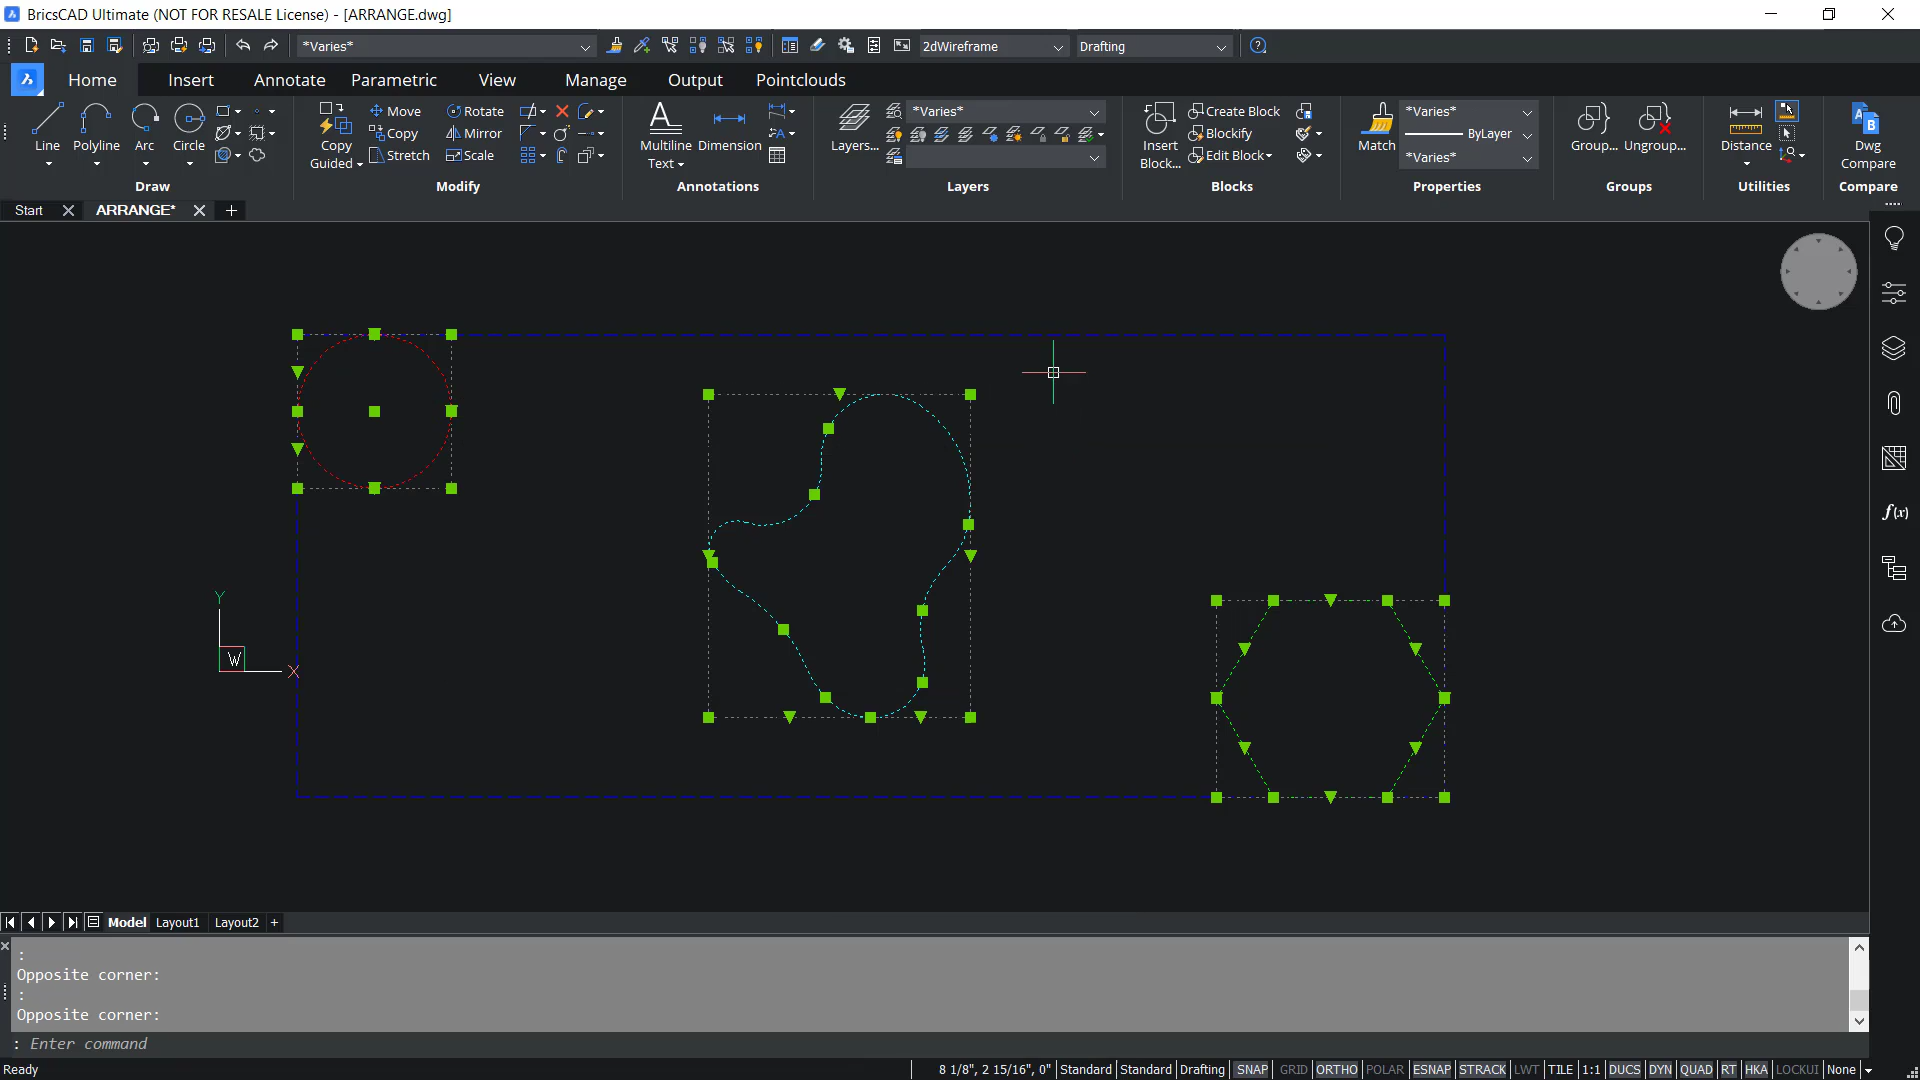 BricsCAD Ultimate (NOT FOR RESALE License) - [ARRANGE.dwg]
*Varies*
2dWireframe
Drafting
Home
Insert
Annotate
Parametric
View
Manage
Output
Pointclouds
Line
Polyline
Arc
Circle
Draw
Copy Guided
Move
Copy
Stretch
Rotate
Mirror
Scale
Modify
Multiline Text
Dimension
Annotations
Layers...
*Varies*
Layers
Insert Block...
Create Block
Blockify
Edit Block
Blocks
Match
*Varies*
ByLayer
*Varies*
Properties
Group...
Ungroup...
Groups
Distance
Utilities
Dwg Compare
Compare
Start
ARRANGE*
f(x)
Y
W
X
Model
Layout1
Layout2
:
Opposite corner:
:
Opposite corner:
: Enter command
Ready
8 1/8", 2 15/16", 0"
Standard
Standard
Drafting
SNAP
GRID
ORTHO
POLAR
ESNAP
STRACK
LWT
TILE
1:1
DUCS
DYN
QUAD
RT
HKA
LOCKUI
None